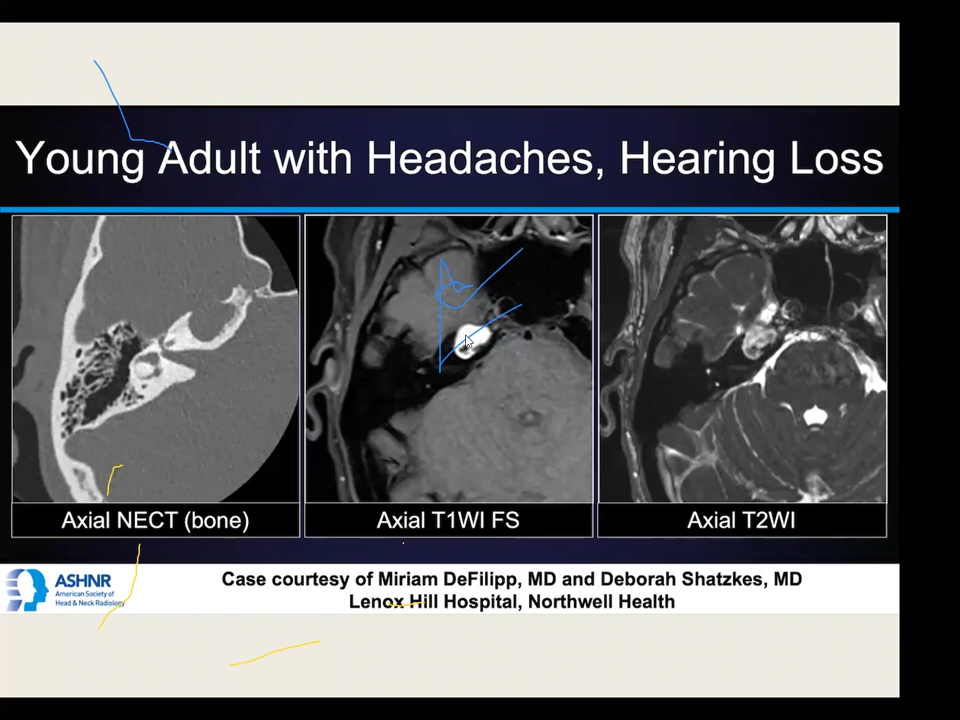 Young Adult with Headaches, Hearing Loss
Axial NECT (bone)
Axial T1WI FS
Axial T2WI
ASHNR
American Society of
Head & Neck Radiology
Case courtesy of Miriam DeFilipp, MD and Deborah Shatzkes, MD
Lenox Hill Hospital, Northwell Health